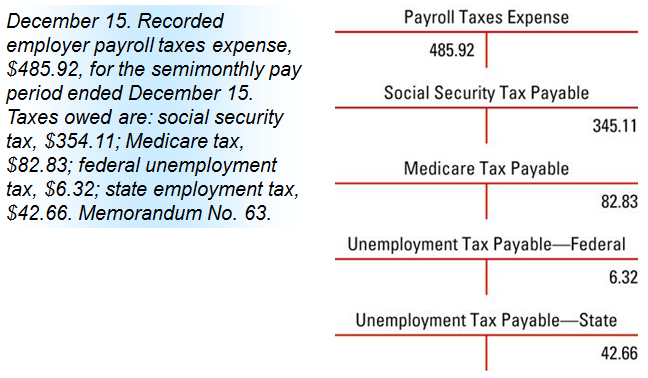 December 15. Recorded
employer payroll taxes expense,
$485.92, for the semimonthly pay
period ended December 15.
Taxes owed are: social security
tax, $354.11; Medicare tax,
$82.83; federal unemployment
tax, $6.32; state employment tax,
$42.66. Memorandum No. 63.
Payroll Taxes Expense
485.92
Social Security Tax Payable
345.11
Medicare Tax Payable
82.83
Unemployment Tax Payable—Federal
6.32
Unemployment Tax Payable—State
42.66